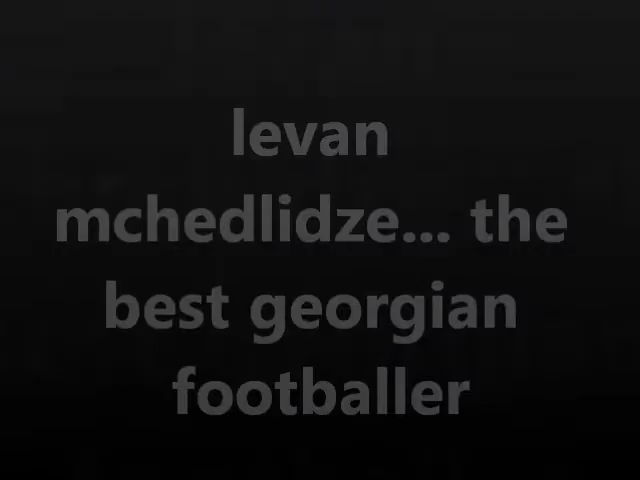 levan
mchedlidze... the
best georgian
footballer